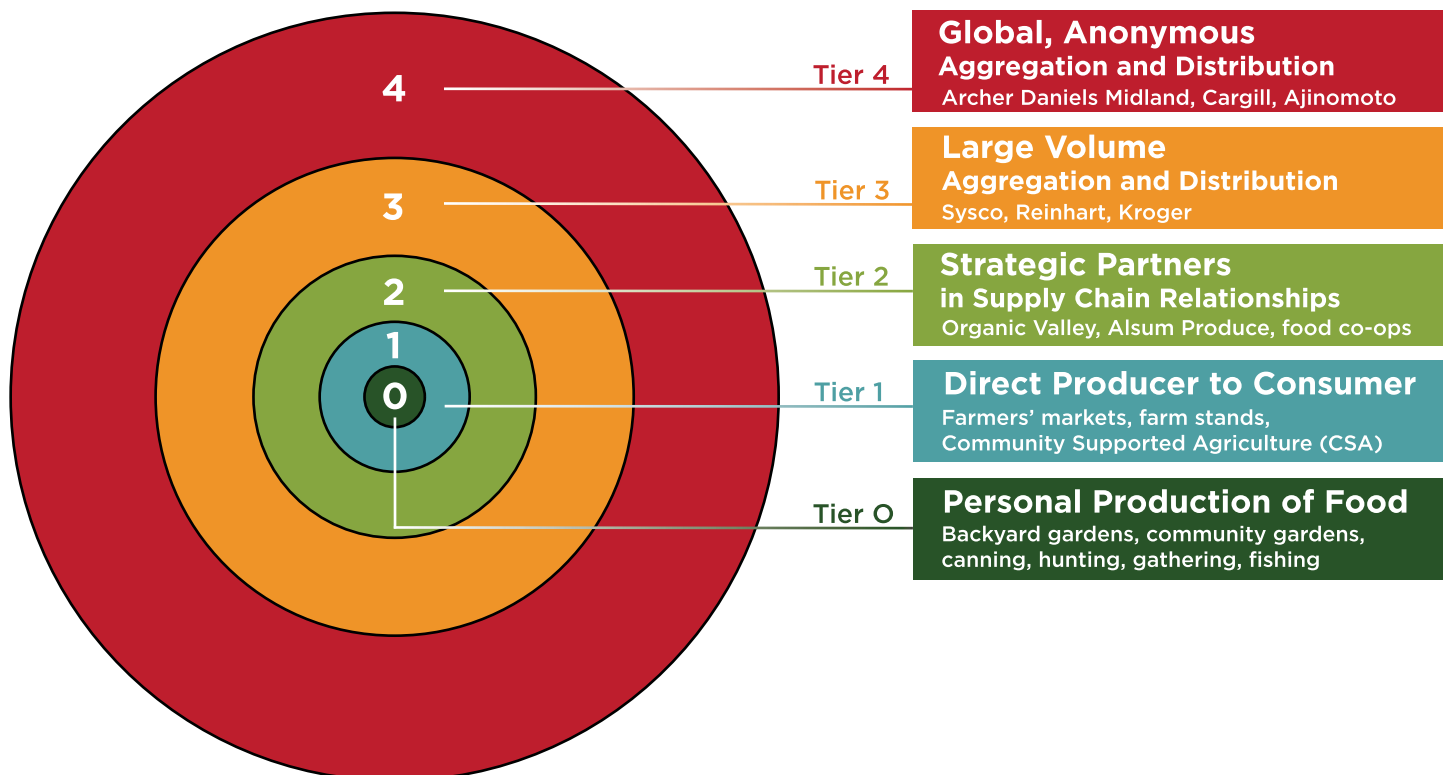 4
Tier 4
Global, Anonymous
Aggregation and Distribution
Archer Daniels Midland, Cargill, Ajinomoto
3
Tier 3
Large Volume
Aggregation and Distribution
Sysco, Reinhart, Kroger
2
Tier 2
Strategic Partners
in Supply Chain Relationships
Organic Valley, Alsum Produce, food co-ops
1
Tier 1
Direct Producer to Consumer
Farmers’ markets, farm stands,
Community Supported Agriculture (CSA)
0
Tier O
Personal Production of Food
Backyard gardens, community gardens,
canning, hunting, gathering, fishing